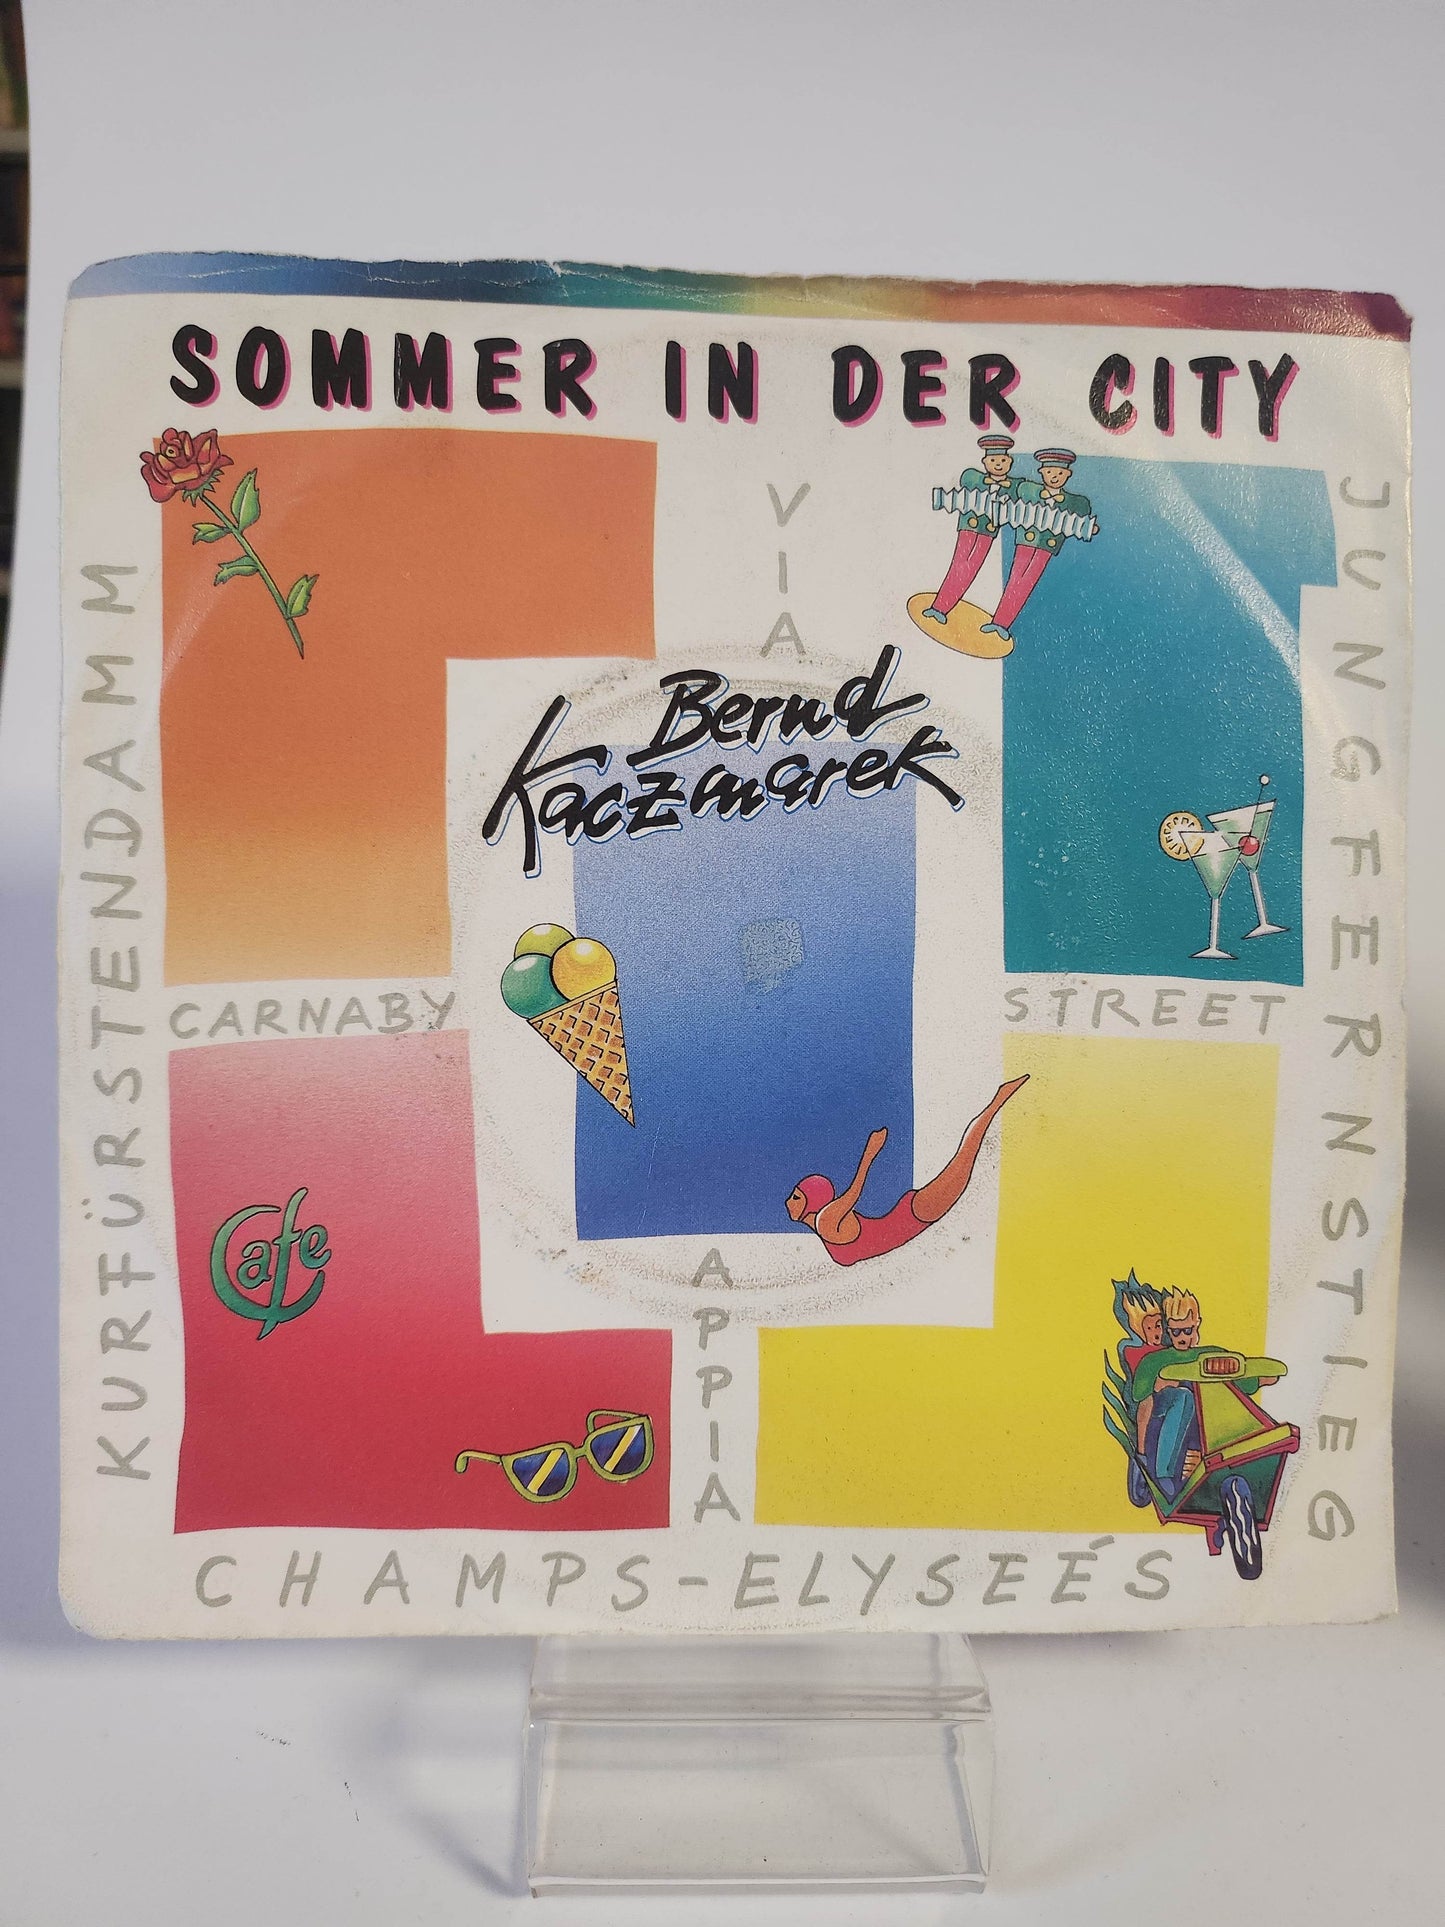 SOMMER IN DER CITY
VIA
Bernd
Kaczmarek
KURFÜRSTENDAMM
JUNGFERNSTIEG
CARNABY STREET
Cafe
APPIA
CHAMPS-ELYSEÉS